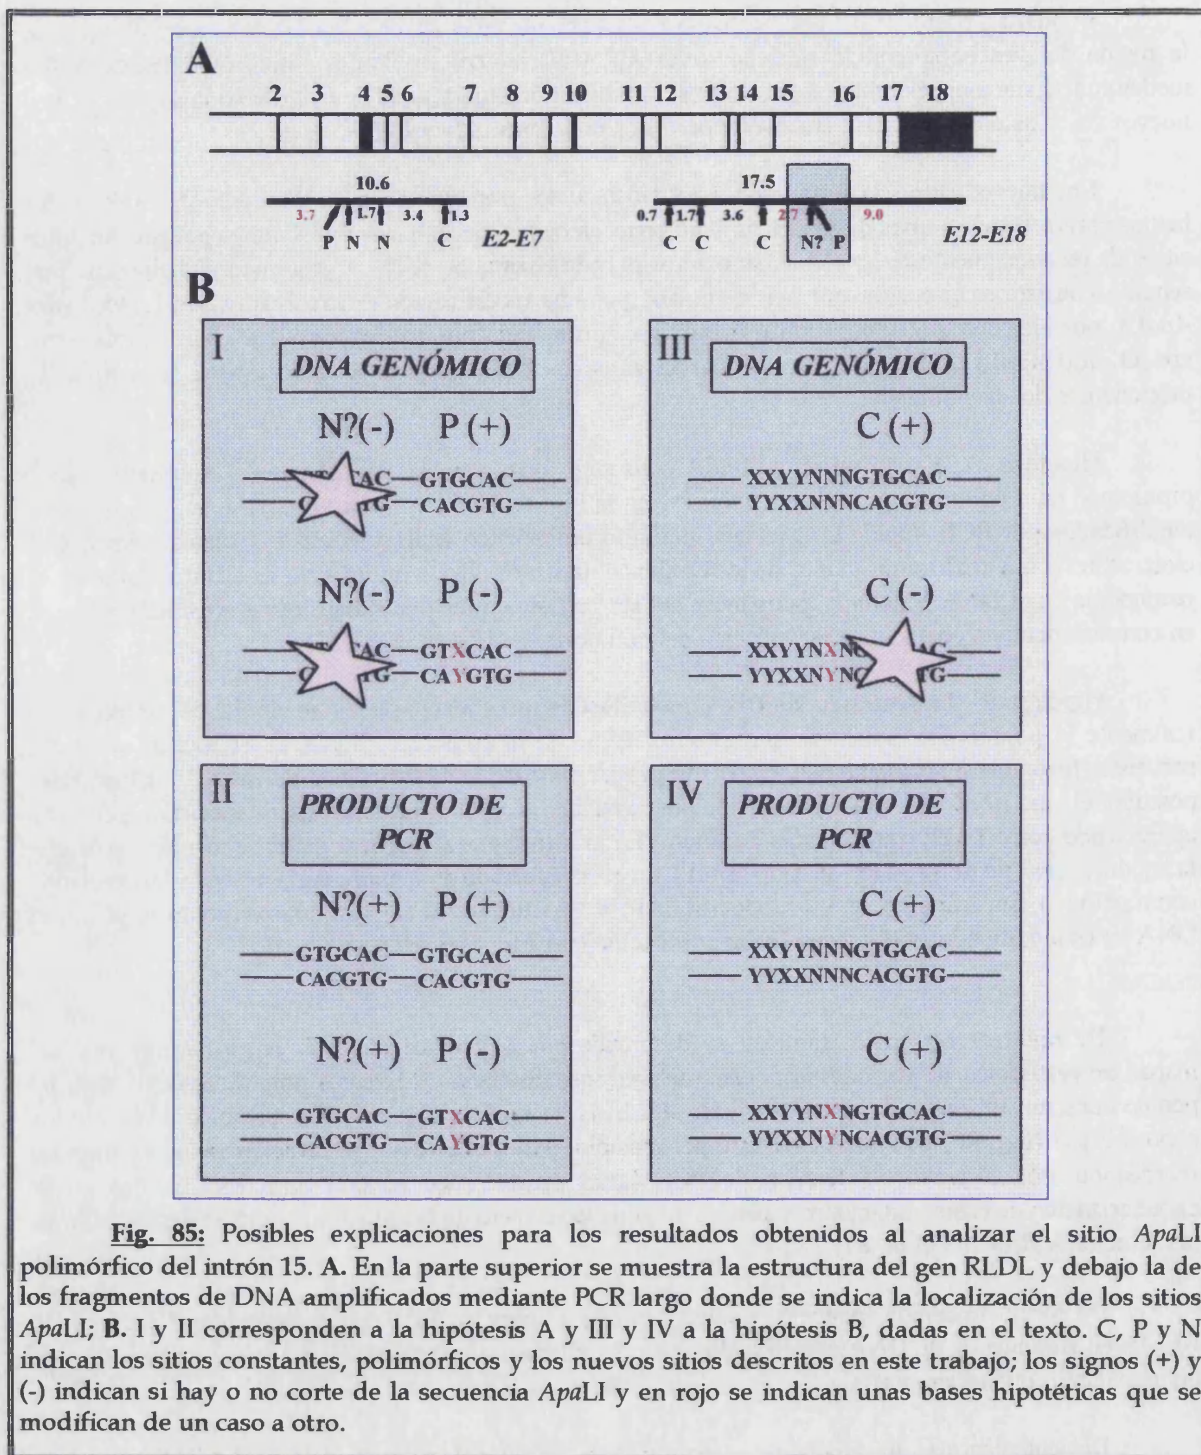 A
2 3 4 5 6 7 8 9 10 11 12 13 14 15 16 17 18
10.6 17.5
3.7 1.7 3.4 1.3 0.7 1.7 3.6 2.7 9.0
P N N C E2-E7 C C C N? P E12-E18
B
I
DNA GENÓMICO
N?(-) P (+)
AC—GTGCAC
TG—CACGTG
N?(-) P (-)
AC—GTXCAC
TG—CAYGTG
III
DNA GENÓMICO
C (+)
XXYYNNNGTGCAC
YYXXNNNCACGTG
C (-)
XXYYNXN AC
YYXXNYN TG
II
PRODUCTO DE
PCR
N?(+) P (+)
GTGCAC—GTGCAC
CACGTG—CACGTG
N?(+) P (-)
GTGCAC—GTXCAC
CACGTG—CAYGTG
IV
PRODUCTO DE
PCR
C (+)
XXYYNNNGTGCAC
YYXXNNNCACGTG
C (+)
XXYYNXNGTGCAC
YYXXNYNCACGTG
Fig. 85: Posibles explicaciones para los resultados obtenidos al analizar el sitio ApaLI
polimórfico del intrón 15. A. En la parte superior se muestra la estructura del gen RLDL y debajo la de
los fragmentos de DNA amplificados mediante PCR largo donde se indica la localización de los sitios
ApaLI; B. I y II corresponden a la hipótesis A y III y IV a la hipótesis B, dadas en el texto. C, P y N
indican los sitios constantes, polimórficos y los nuevos sitios descritos en este trabajo; los signos (+) y
(-) indican si hay o no corte de la secuencia ApaLI y en rojo se indican unas bases hipotéticas que se
modifican de un caso a otro.